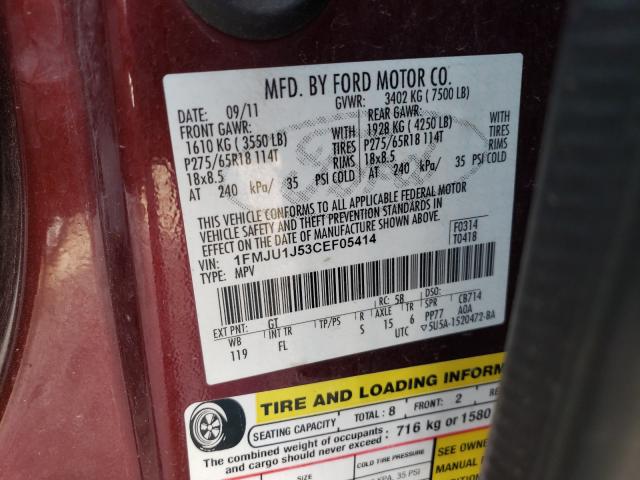 MFD. BY FORD MOTOR CO.
DATE: 09/11 GVWR: 3402 KG ( 7500 LB)
FRONT GAWR: REAR GAWR:
1610 KG ( 3550 LB) WITH 1928 KG ( 4250 LB) WITH
P275/65R18 114T TIRES P275/65R18 114T TIRES
18x8.5 RIMS 18x8.5 RIMS
AT 240 kPa/ 35 PSI COLD AT 240 kPa/ 35 PSI COLD
THIS VEHICLE CONFORMS TO ALL APPLICABLE FEDERAL MOTOR
VEHICLE SAFETY AND THEFT PREVENTION STANDARDS IN
EFFECT ON THE DATE OF MANUFACTURE SHOWN ABOVE.
VIN: 1FMJU1J53CEF05414 F0314
TYPE: MPV T0418
EXT PNT: GT RC: 58 DSO:
WB INT TR TP/PS R AXLE TR SPR CB714
119 FL S 15 6 PP77 A0A
UTC ▽5U5A-1520472-BA
TIRE AND LOADING INFORM
SEATING CAPACITY TOTAL: 8 FRONT: 2
The combined weight of occupants
and cargo should never exceed: 716 kg or 1580
COLD TIRE PRESSURE
SEE OWNE
MANUAL
35 PSI